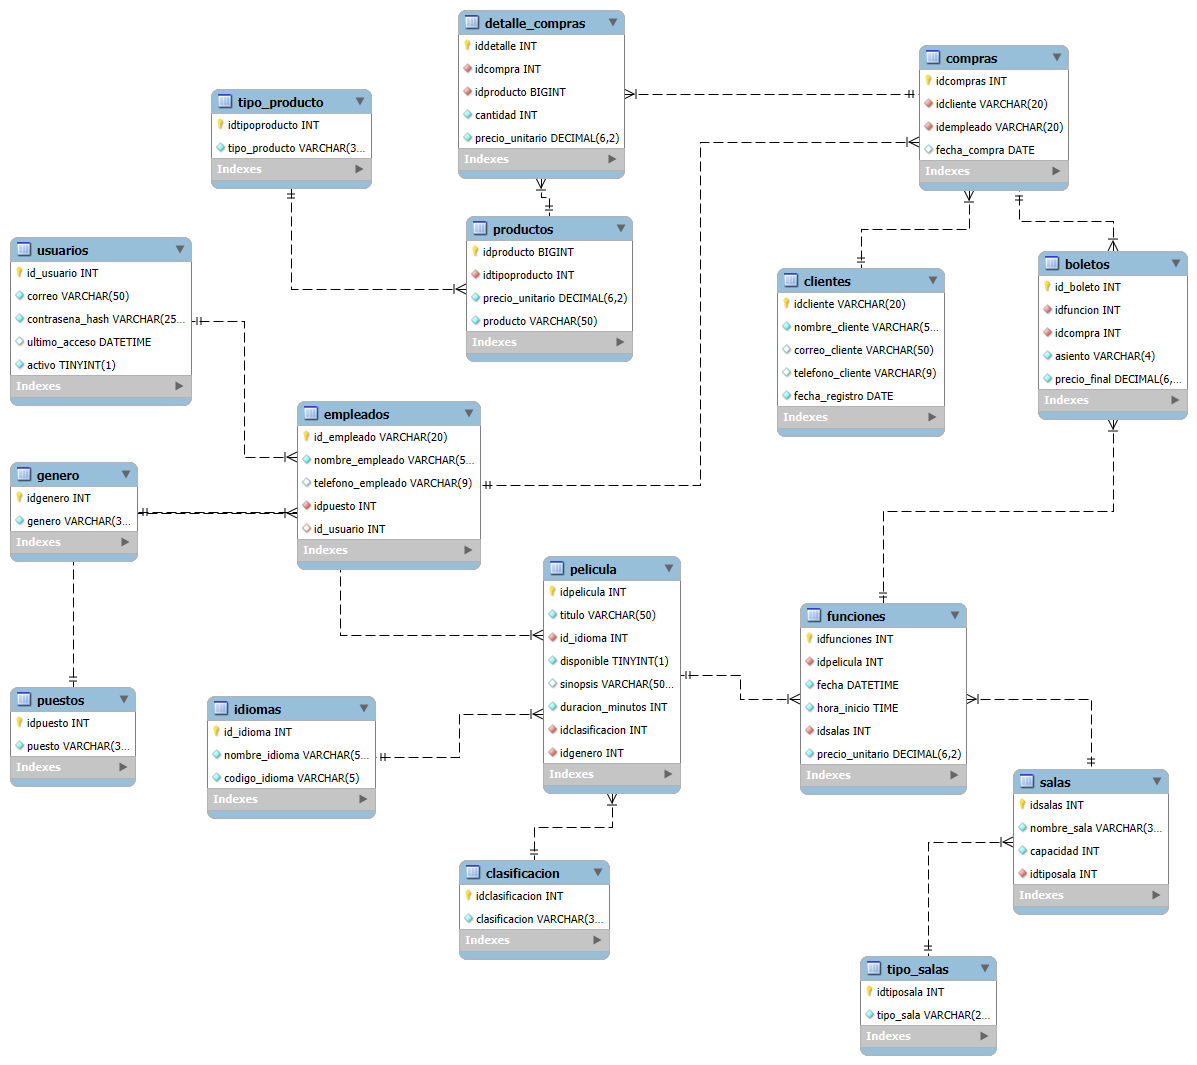 detalle_compras
iddetalle INT
idcompra INT
idproducto BIGINT
cantidad INT
precio_unitario DECIMAL(6,2)
Indexes
compras
idcompras INT
idcliente VARCHAR(20)
idempleado VARCHAR(20)
fecha_compra DATE
Indexes
tipo_producto
idtipoproducto INT
tipo_producto VARCHAR(3...
Indexes
productos
idproducto BIGINT
idtipoproducto INT
precio_unitario DECIMAL(6,2)
producto VARCHAR(50)
Indexes
usuarios
id_usuario INT
correo VARCHAR(50)
contrasena_hash VARCHAR(25...
ultimo_acceso DATETIME
activo TINYINT(1)
Indexes
clientes
idcliente VARCHAR(20)
nombre_cliente VARCHAR(5...
correo_cliente VARCHAR(50)
telefono_cliente VARCHAR(9)
fecha_registro DATE
Indexes
boletos
id_boleto INT
idfuncion INT
idcompra INT
asiento VARCHAR(4)
precio_final DECIMAL(6,...
Indexes
empleados
id_empleado VARCHAR(20)
nombre_empleado VARCHAR(5...
telefono_empleado VARCHAR(9)
idpuesto INT
id_usuario INT
Indexes
genero
idgenero INT
genero VARCHAR(3...
Indexes
pelicula
idpelicula INT
titulo VARCHAR(50)
id_idioma INT
disponible TINYINT(1)
sinopsis VARCHAR(50...
duracion_minutos INT
idclasificacion INT
idgenero INT
Indexes
funciones
idfunciones INT
idpelicula INT
fecha DATETIME
hora_inicio TIME
idsalas INT
precio_unitario DECIMAL(6,2)
Indexes
puestos
idpuesto INT
puesto VARCHAR(3...
Indexes
idiomas
id_idioma INT
nombre_idioma VARCHAR(5...
codigo_idioma VARCHAR(5)
Indexes
salas
idsalas INT
nombre_sala VARCHAR(3...
capacidad INT
idtiposala INT
Indexes
clasificacion
idclasificacion INT
clasificacion VARCHAR(3...
Indexes
tipo_salas
idtiposala INT
tipo_sala VARCHAR(2...
Indexes